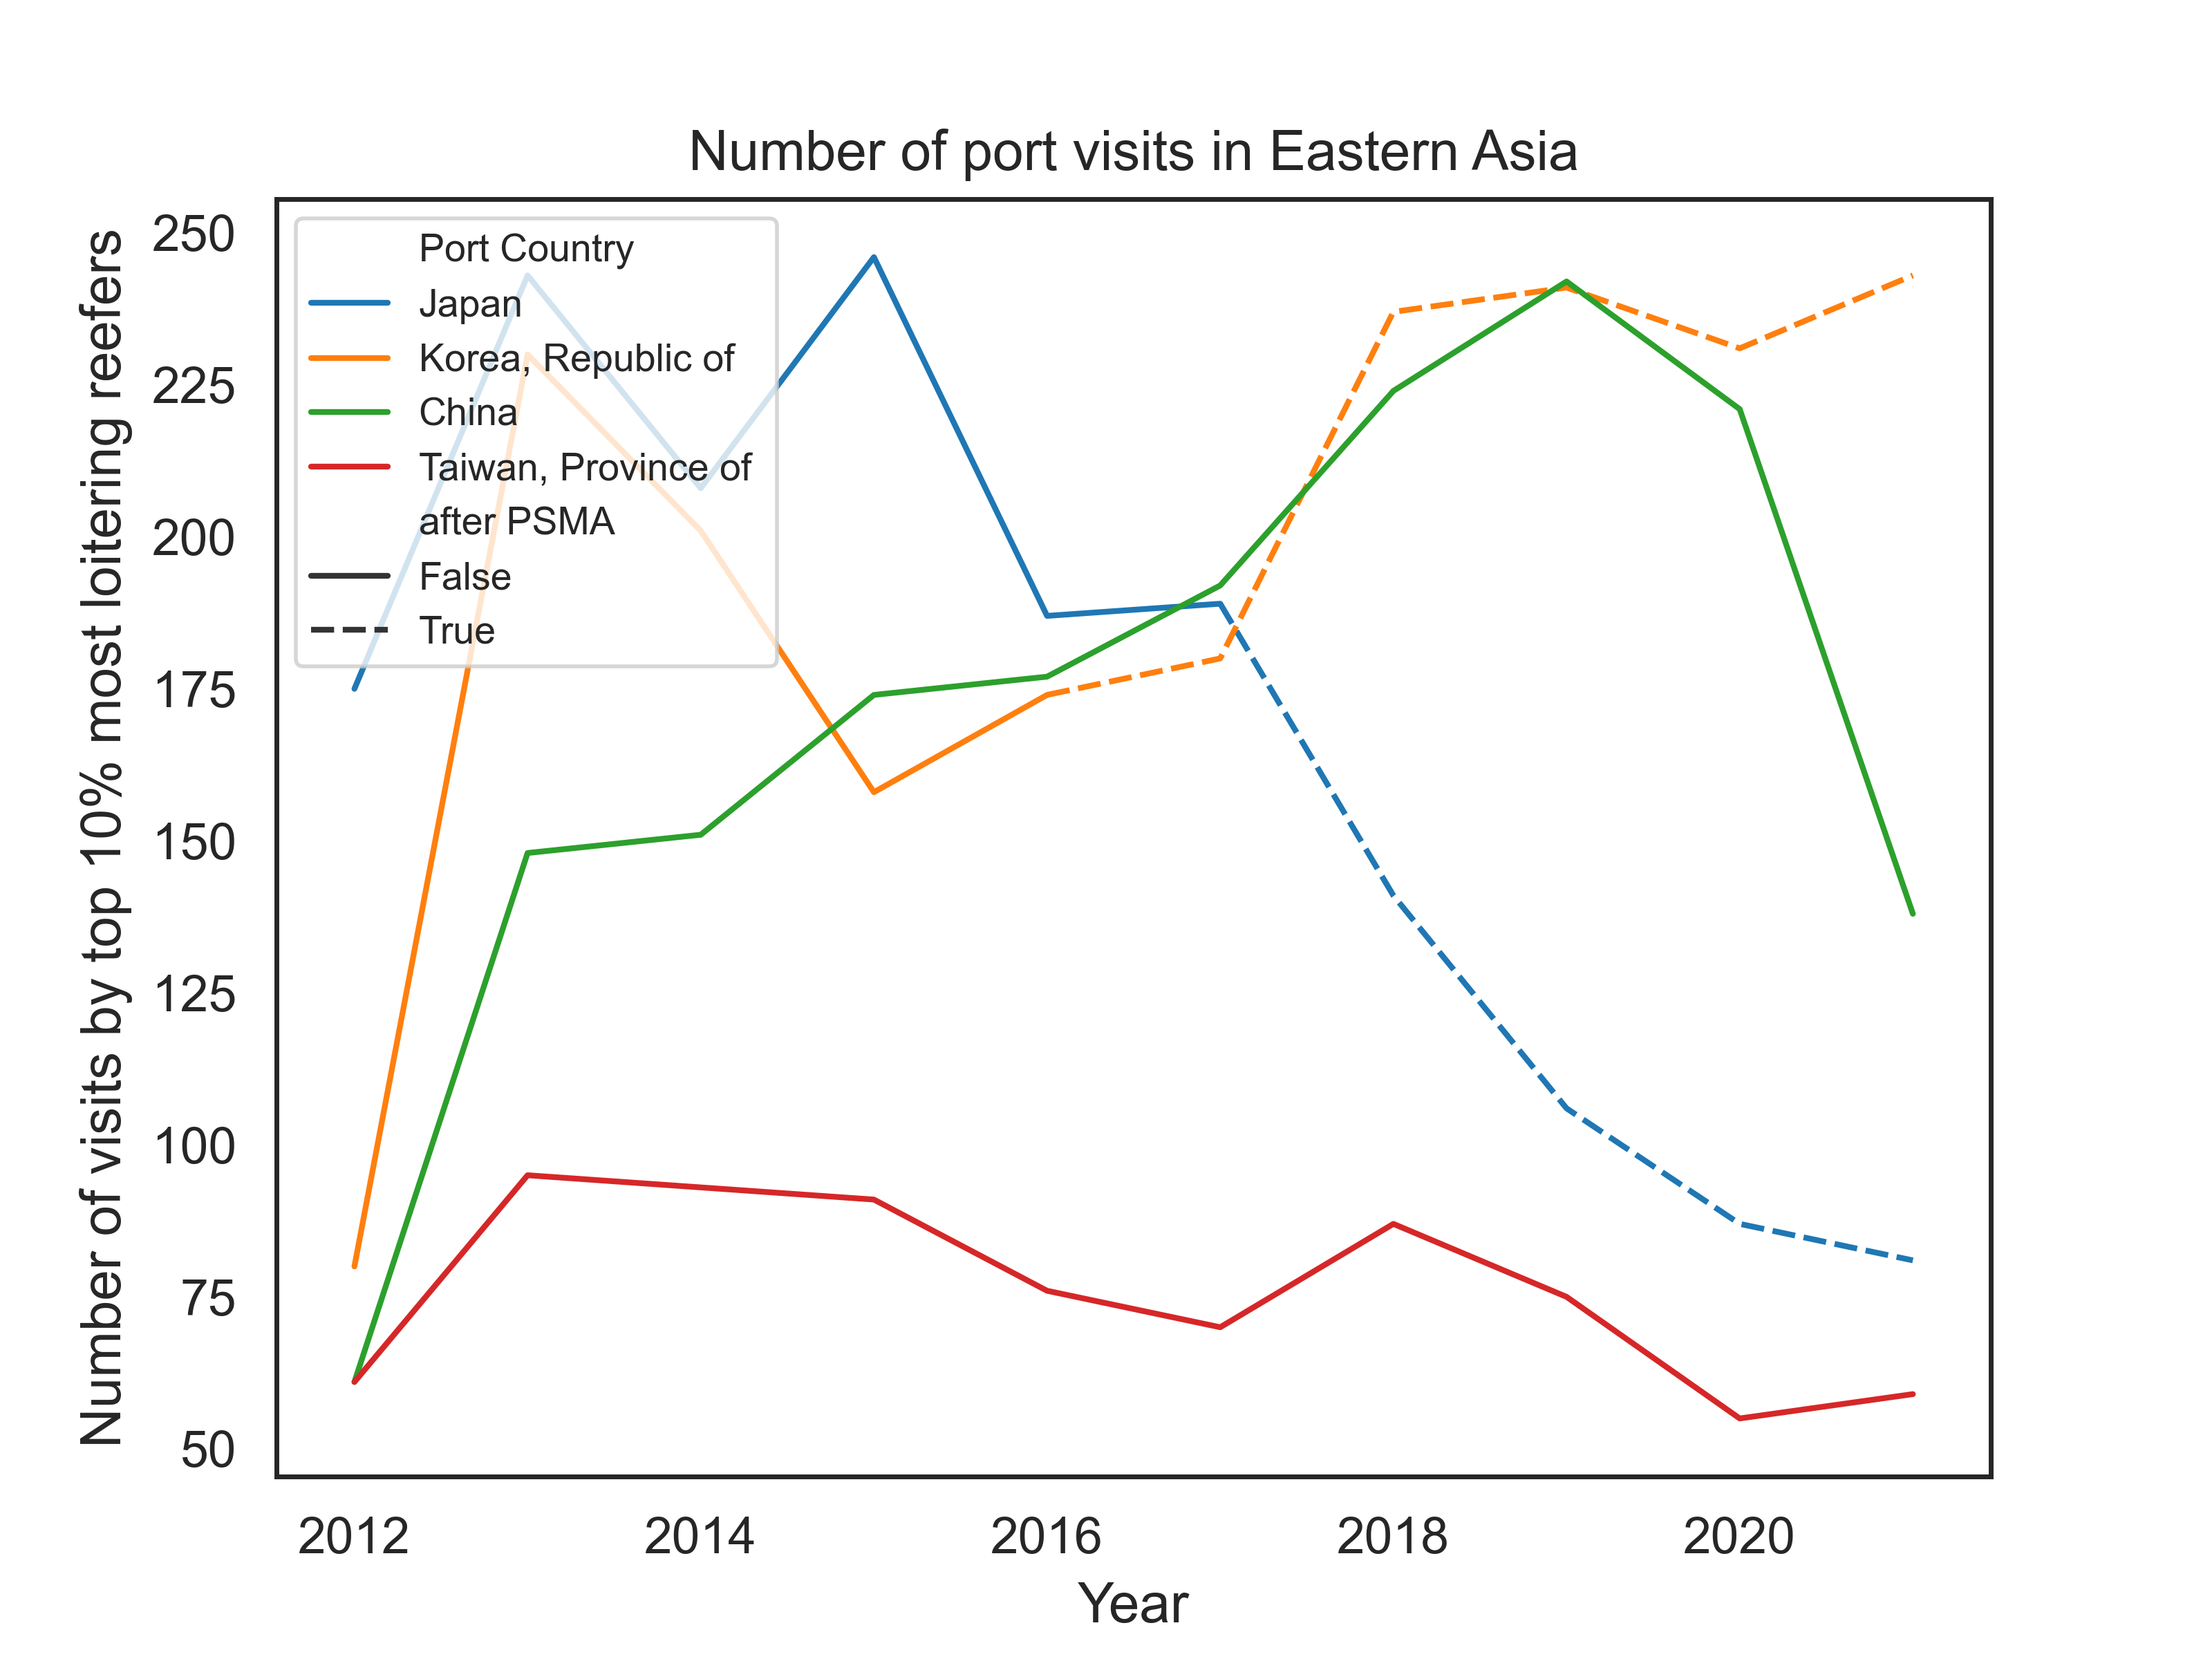 Number of port visits in Eastern Asia
Number of visits by top 10% most loitering reefers
250
225
200
175
150
125
100
75
50
Port Country
Japan
Korea, Republic of
China
Taiwan, Province of
after PSMA
False
True
2012
2014
2016
2018
2020
Year